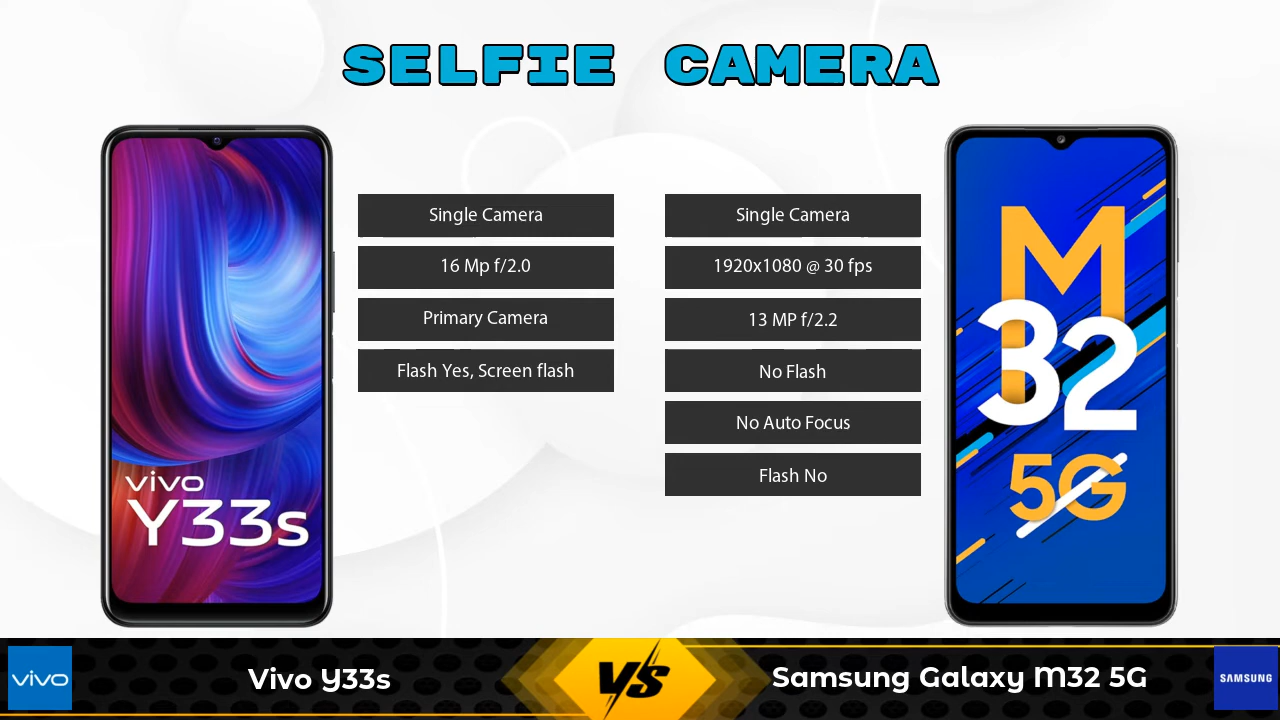 SELFIE CAMERA
Single Camera
16 Mp f/2.0
Primary Camera
Flash Yes, Screen flash
Single Camera
1920x1080 @ 30 fps
13 MP f/2.2
No Flash
No Auto Focus
Flash No
vivo
Y33s
M
32
5G
vivo
Vivo Y33s
VS
Samsung Galaxy M32 5G
SAMSUNG